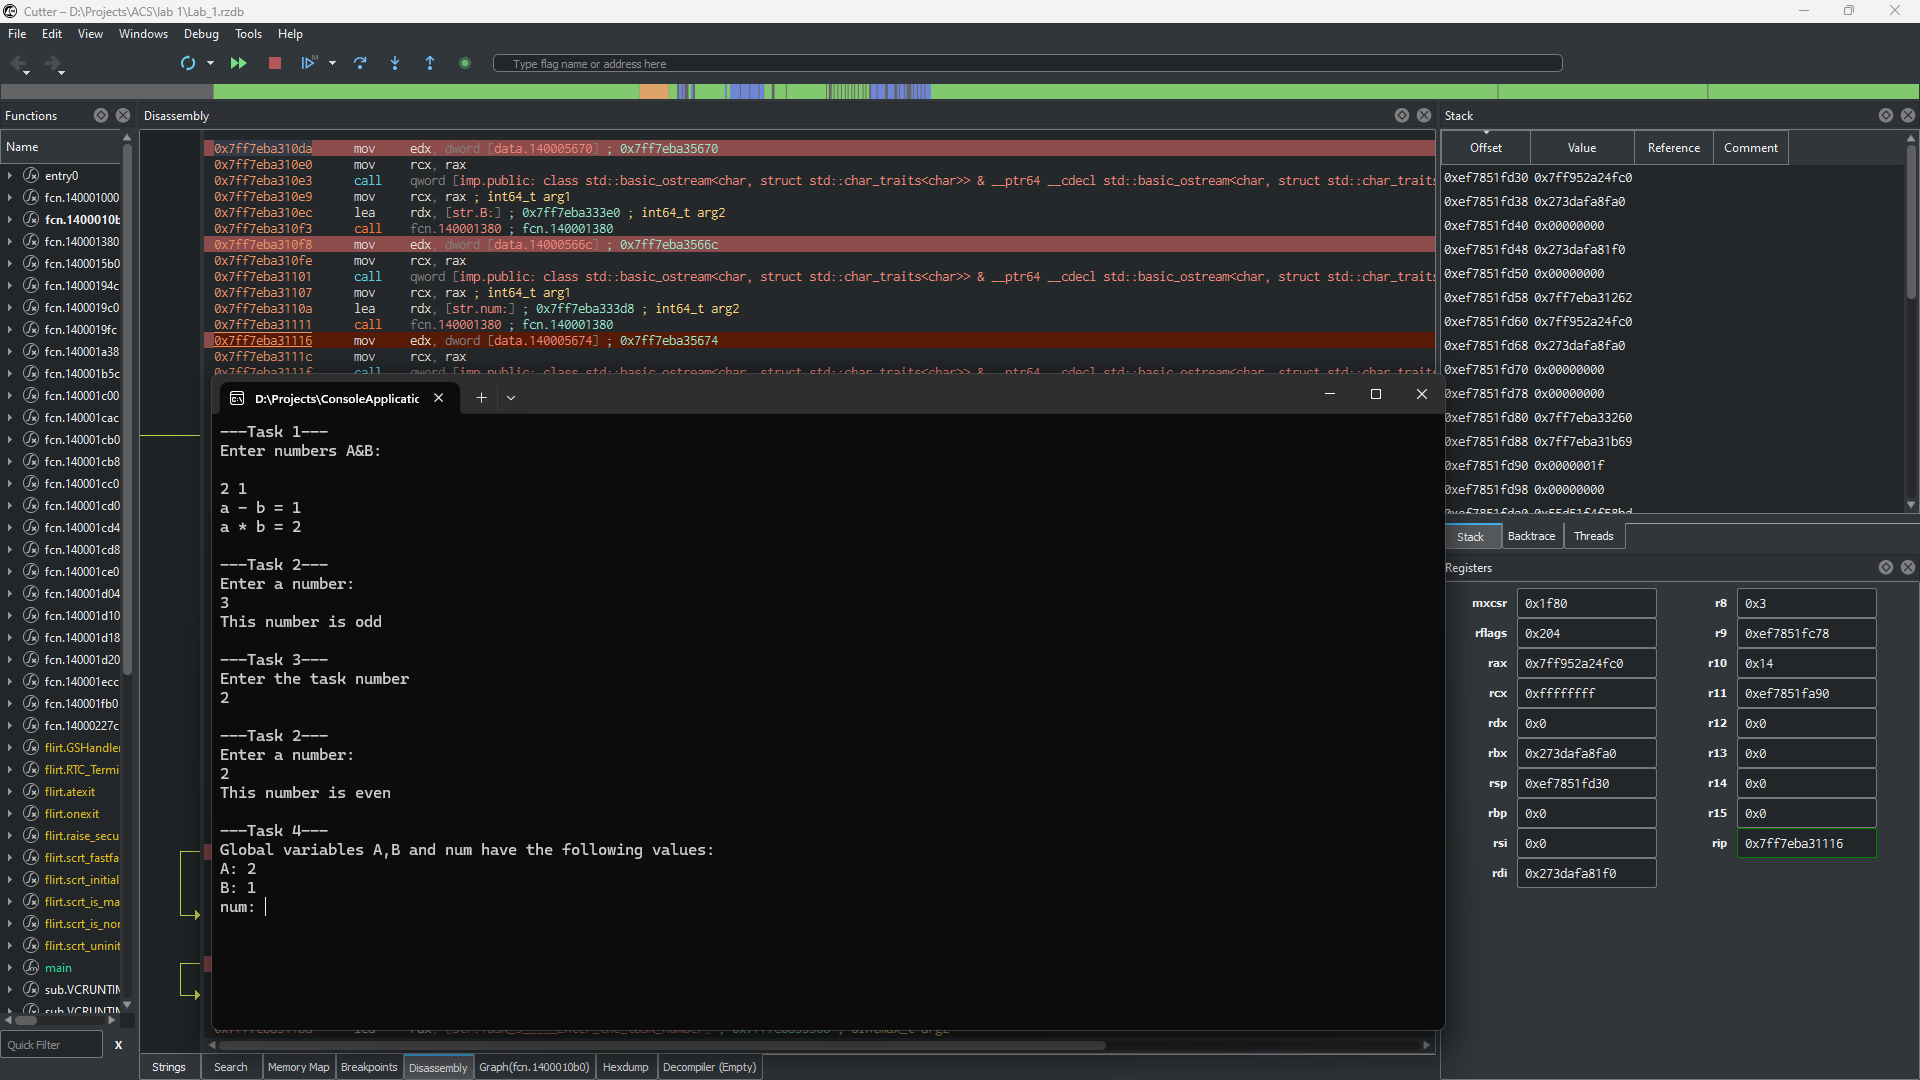 Cutter – D:\Projects\ACS\lab 1\Lab_1.rzdb
File Edit View Windows Debug Tools Help
Type flag name or address here
Functions
Name
entry0
fcn.140001000
fcn.1400010b
fcn.140001380
fcn.1400015b0
fcn.14000194c
fcn.1400019c0
fcn.1400019fc
fcn.140001a38
fcn.140001b5c
fcn.140001c00
fcn.140001cac
fcn.140001cb0
fcn.140001cb8
fcn.140001cc0
fcn.140001cd0
fcn.140001cd4
fcn.140001cd8
fcn.140001ce0
fcn.140001d04
fcn.140001d10
fcn.140001d18
fcn.140001d20
fcn.140001ecc
fcn.140001fb0
fcn.14000227c
flirt.GSHandle
flirt.RTC_Termi
flirt.atexit
flirt.onexit
flirt.raise_secu
flirt.scrt_fastfa
flirt.scrt_initial
flirt.scrt_is_ma
flirt.scrt_is_nor
flirt.scrt_uninit
main
sub.VCRUNTIM
Quick Filter X
Disassembly
0x7ff7eba310da mov edx, dword [data.140005670] ; 0x7ff7eba35670
0x7ff7eba310e0 mov rcx, rax
0x7ff7eba310e3 call qword [imp.public: class std::basic_ostream<char, struct std::char_traits<char>> & __ptr64 __cdecl std::basic_ostream<char, struct std::char_traits
0x7ff7eba310e9 mov rcx, rax ; int64_t arg1
0x7ff7eba310ec lea rdx, [str.B:] ; 0x7ff7eba333e0 ; int64_t arg2
0x7ff7eba310f3 call fcn.140001380 ; fcn.140001380
0x7ff7eba310f8 mov edx, dword [data.14000566c] ; 0x7ff7eba3566c
0x7ff7eba310fe mov rcx, rax
0x7ff7eba31101 call qword [imp.public: class std::basic_ostream<char, struct std::char_traits<char>> & __ptr64 __cdecl std::basic_ostream<char, struct std::char_traits
0x7ff7eba31107 mov rcx, rax ; int64_t arg1
0x7ff7eba3110a lea rdx, [str.num:] ; 0x7ff7eba333d8 ; int64_t arg2
0x7ff7eba31111 call fcn.140001380 ; fcn.140001380
0x7ff7eba31116 mov edx, dword [data.140005674] ; 0x7ff7eba35674
0x7ff7eba3111c mov rcx, rax
D:\Projects\ConsoleApplicatic
---Task 1---
Enter numbers A&B:
2 1
a - b = 1
a * b = 2
---Task 2---
Enter a number:
3
This number is odd
---Task 3---
Enter the task number
2
---Task 2---
Enter a number:
2
This number is even
---Task 4---
Global variables A,B and num have the following values:
A: 2
B: 1
num:
Strings Search Memory Map Breakpoints Disassembly Graph(fcn.1400010b0) Hexdump Decompiler (Empty)
Stack
Offset Value Reference Comment
0xef7851fd30 0x7ff952a24fc0
0xef7851fd38 0x273dafa8fa0
0xef7851fd40 0x00000000
0xef7851fd48 0x273dafa81f0
0xef7851fd50 0x00000000
0xef7851fd58 0x7ff7eba31262
0xef7851fd60 0x7ff952a24fc0
0xef7851fd68 0x273dafa8fa0
0xef7851fd70 0x00000000
0xef7851fd78 0x00000000
0xef7851fd80 0x7ff7eba33260
0xef7851fd88 0x7ff7eba31b69
0xef7851fd90 0x0000001f
0xef7851fd98 0x00000000
Stack Backtrace Threads
Registers
mxcsr 0x1f80 r8 0x3
rflags 0x204 r9 0xef7851fc78
rax 0x7ff952a24fc0 r10 0x14
rcx 0xffffffff r11 0xef7851fa90
rdx 0x0 r12 0x0
rbx 0x273dafa8fa0 r13 0x0
rsp 0xef7851fd30 r14 0x0
rbp 0x0 r15 0x0
rsi 0x0 rip 0x7ff7eba31116
rdi 0x273dafa81f0